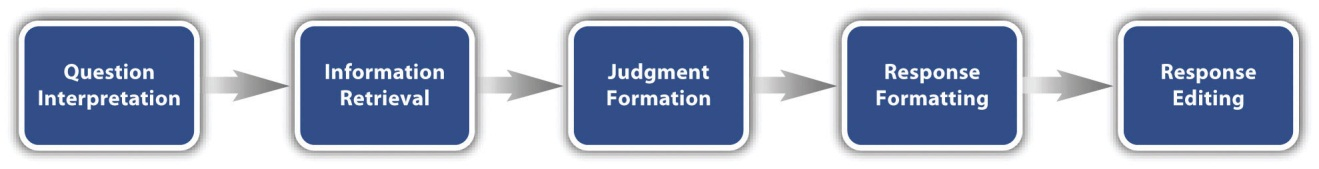 Question
Interpretation
Information
Retrieval
Judgment
Formation
Response
Formatting
Response
Editing